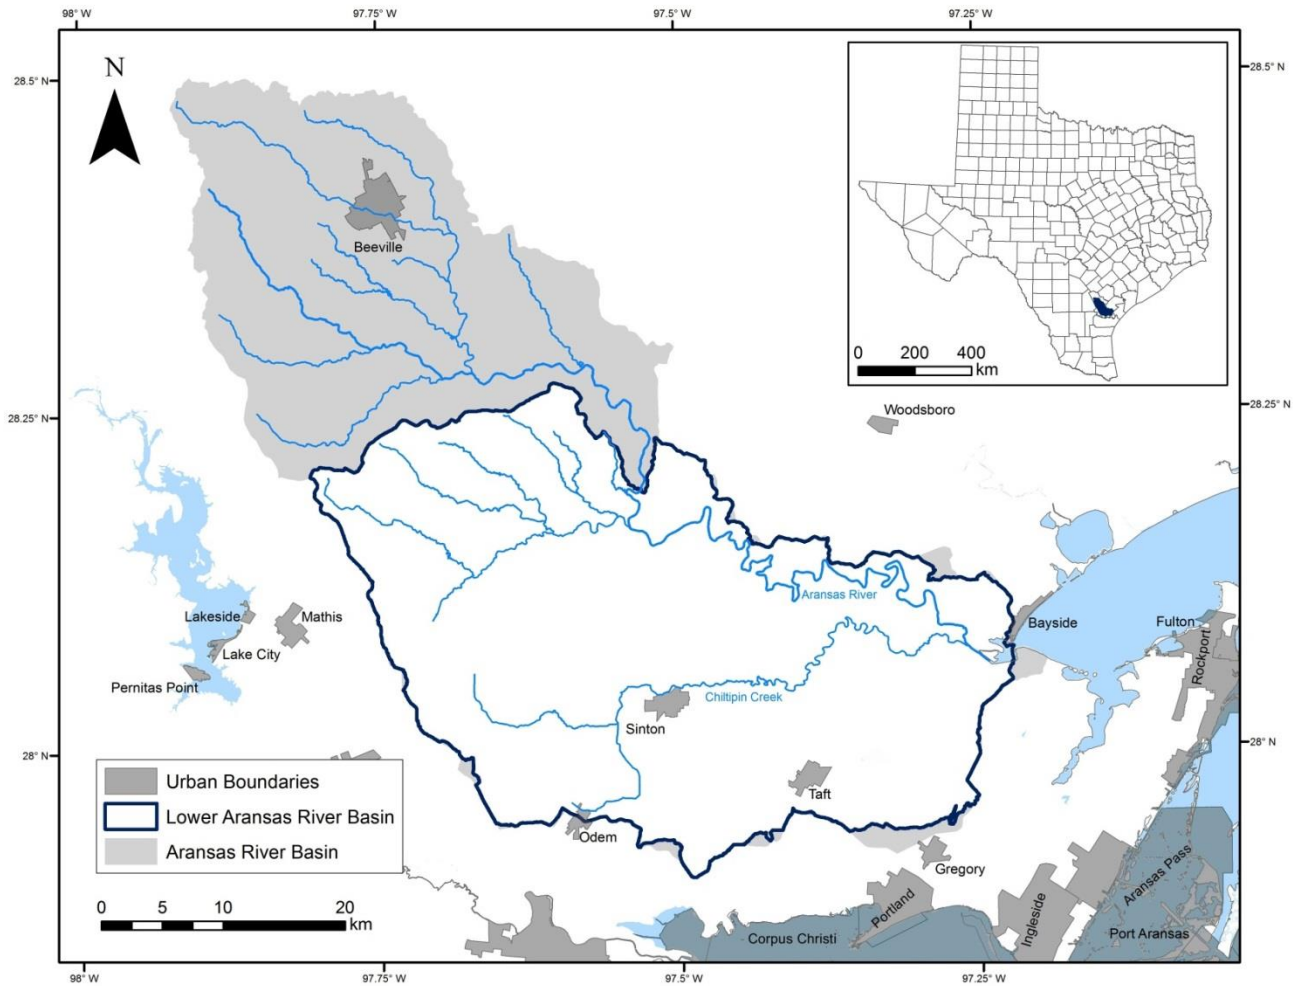 98° W
97.75° W
97.5° W
97.25° W
28.5° N
28.5° N
N
Beeville
0 200 400
km
28.25° N
28.25° N
Woodsboro
Aransas River
Lakeside
Mathis
Bayside
Fulton
Lake City
Rockport
Pernitas Point
Chiltipin Creek
Sinton
28° N
28° N
Urban Boundaries
Lower Aransas River Basin
Aransas River Basin
Taft
Odem
Gregory
0 5 10 20
km
Portland
Ingleside
Aransas Pass
Corpus Christi
Port Aransas
98° W
97.75° W
97.5° W
97.25° W